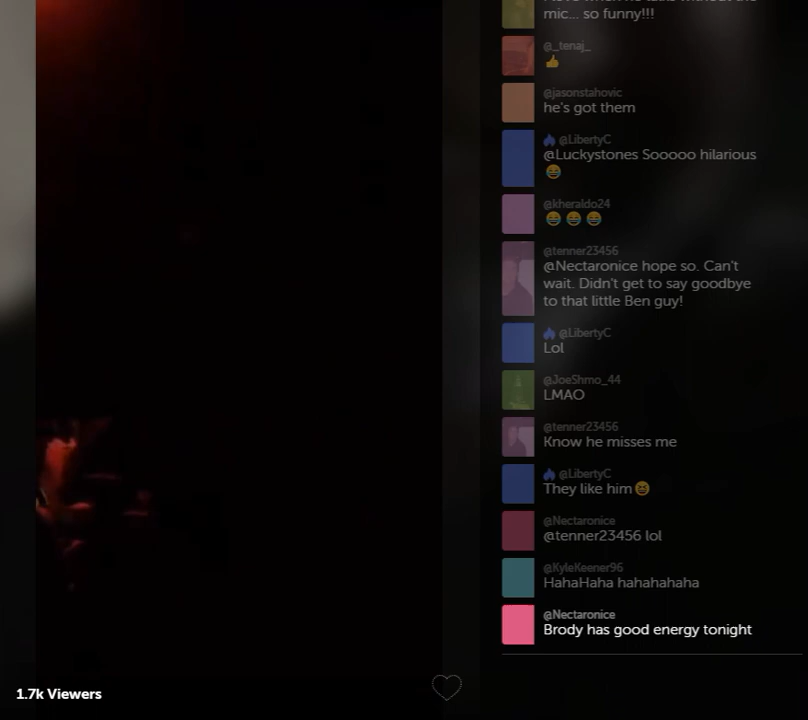 mic... so funny!!!
@_tenaj_
@jasonstahovic
he's got them
@LibertyC
@Luckystones Sooooo hilarious
@kheraldo24
@tenner23456
@Nectaronice hope so. Can't
wait. Didn't get to say goodbye
to that little Ben guy!
@LibertyC
Lol
@JoeShmo_44
LMAO
@tenner23456
Know he misses me
@LibertyC
They like him
@Nectaronice
@tenner23456 lol
@KyleKeener96
HahaHaha hahahahaha
@Nectaronice
Brody has good energy tonight
1.7k Viewers